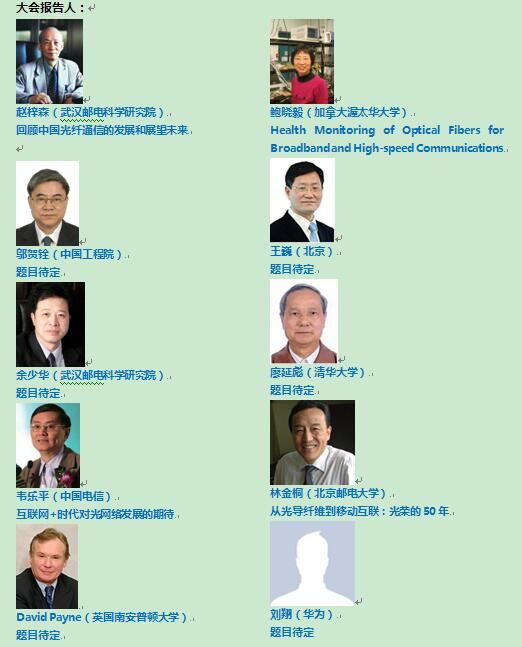 大会报告人：
赵梓森（武汉邮电科学研究院）.
回顾中国光纤通信的发展和展望未来.
鲍晓毅（加拿大渥太华大学）.
Health Monitoring of Optical Fibers for
Broadband and High-speed Communications.
邬贺铨（中国工程院）.
题目待定.
王巍（北京）.
题目待定.
余少华（武汉邮电科学研究院）.
题目待定.
廖延彪（清华大学）.
题目待定.
韦乐平（中国电信）.
互联网+时代对光网络发展的期待.
林金桐（北京邮电大学）.
从光导纤维到移动互联：光荣的 50 年.
David Payne（英国南安普顿大学）.
题目待定.
刘翔（华为）.
题目待定